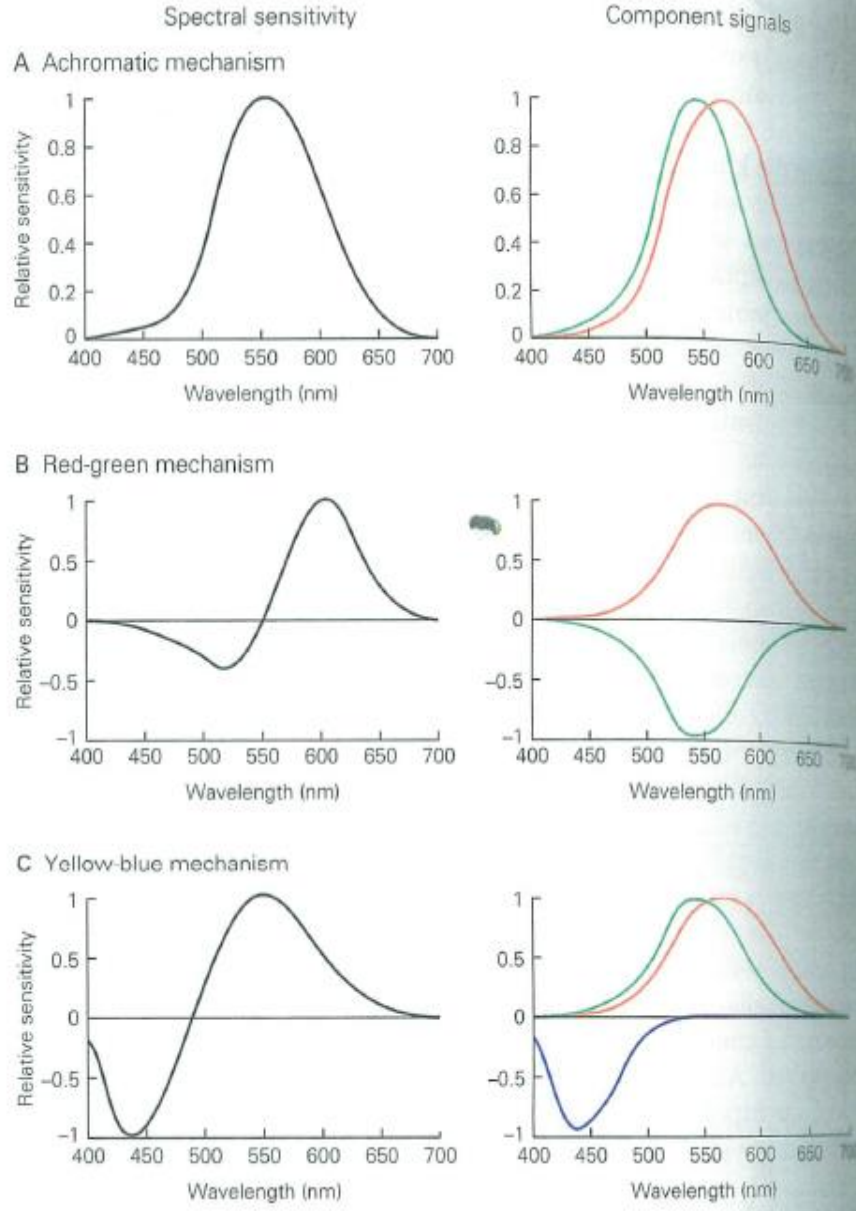 Spectral sensitivity
Component signals
A Achromatic mechanism
Relative sensitivity
1
0.8
0.6
0.4
0.2
0
400 450 500 550 600 650 700
Wavelength (nm)
1
0.8
0.6
0.4
0.2
0
400 450 500 550 600 650
Wavelength (nm)
B Red-green mechanism
Relative sensitivity
1
0.5
0
−0.5
−1
400 450 500 550 600 650 700
Wavelength (nm)
1
0.5
0
−0.5
−1
400 450 500 550 600 650
Wavelength (nm)
C Yellow-blue mechanism
Relative sensitivity
1
0.5
0
−0.5
−1
400 450 500 550 600 650 700
Wavelength (nm)
1
0.5
0
−0.5
−1
400 450 500 550 600 650
Wavelength (nm)